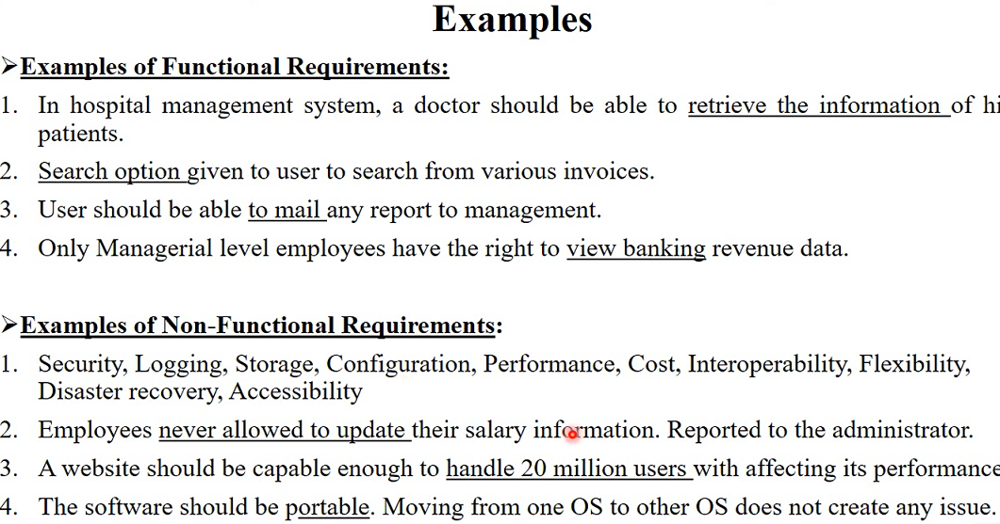 Examples
➤Examples of Functional Requirements:
1. In hospital management system, a doctor should be able to retrieve the information of hi
patients.
2. Search option given to user to search from various invoices.
3. User should be able to mail any report to management.
4. Only Managerial level employees have the right to view banking revenue data.
➤Examples of Non-Functional Requirements:
1. Security, Logging, Storage, Configuration, Performance, Cost, Interoperability, Flexibility,
Disaster recovery, Accessibility
2. Employees never allowed to update their salary information. Reported to the administrator.
3. A website should be capable enough to handle 20 million users with affecting its performance
4. The software should be portable. Moving from one OS to other OS does not create any issue.